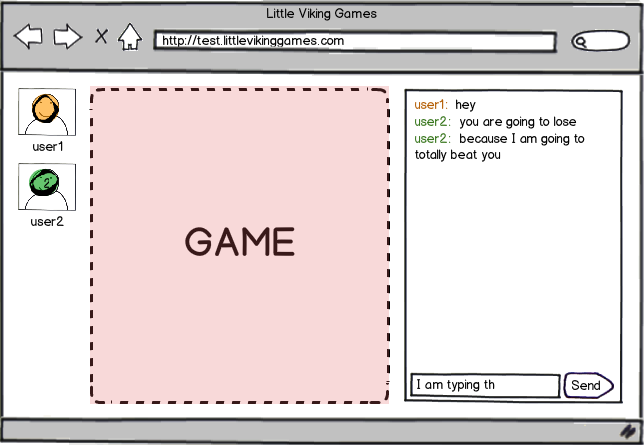 Little Viking Games
http://test.littlevikinggames.com
user1
2
user2
GAME
user1: hey
user2: you are going to lose
user2: because I am going to
totally beat you
I am typing th
Send